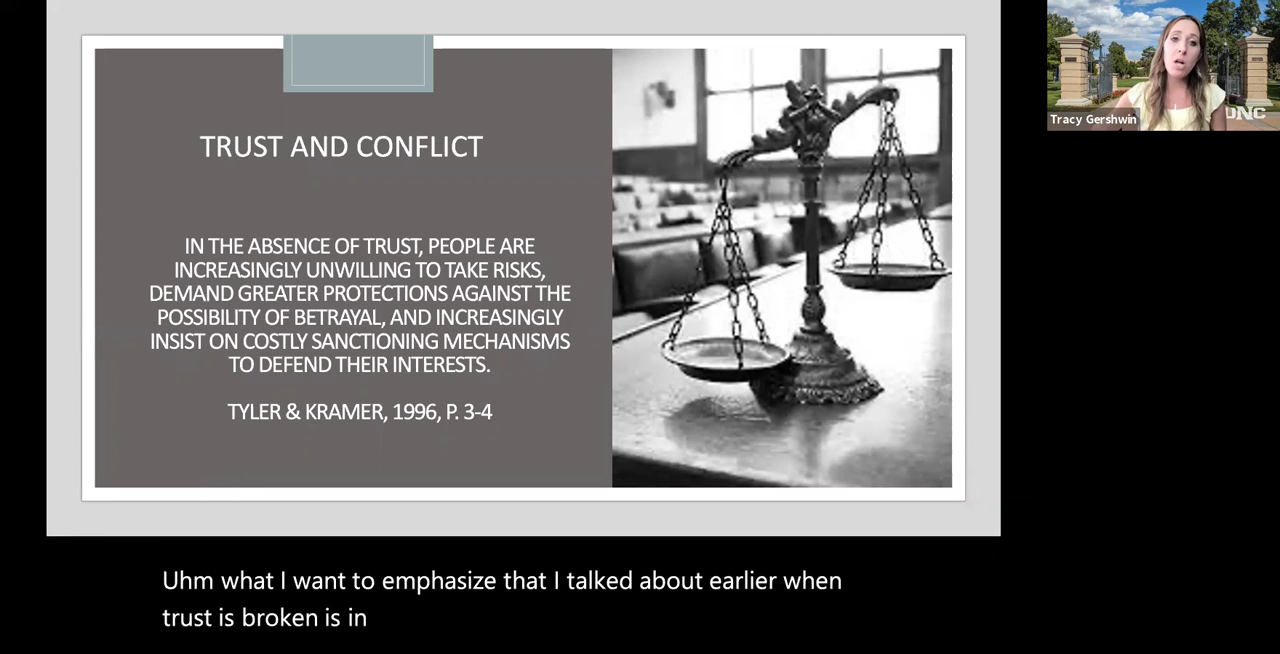 TRUST AND CONFLICT
IN THE ABSENCE OF TRUST, PEOPLE ARE
INCREASINGLY UNWILLING TO TAKE RISKS,
DEMAND GREATER PROTECTIONS AGAINST THE
POSSIBILITY OF BETRAYAL, AND INCREASINGLY
INSIST ON COSTLY SANCTIONING MECHANISMS
TO DEFEND THEIR INTERESTS.
TYLER & KRAMER, 1996, P. 3-4
Tracy Gershwin
Uhm what I want to emphasize that I talked about earlier when
trust is broken is in